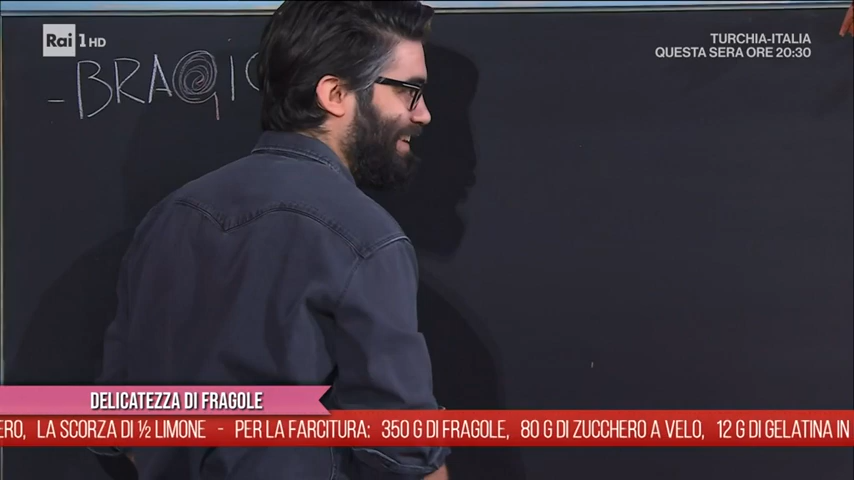 Rai 1 HD
TURCHIA-ITALIA
QUESTA SERA ORE 20:30
-BRAGIO
DELICATEZZA DI FRAGOLE
ERO, LA SCORZA DI ½ LIMONE - PER LA FARCITURA: 350 G DI FRAGOLE, 80 G DI ZUCCHERO A VELO, 12 G DI GELATINA IN